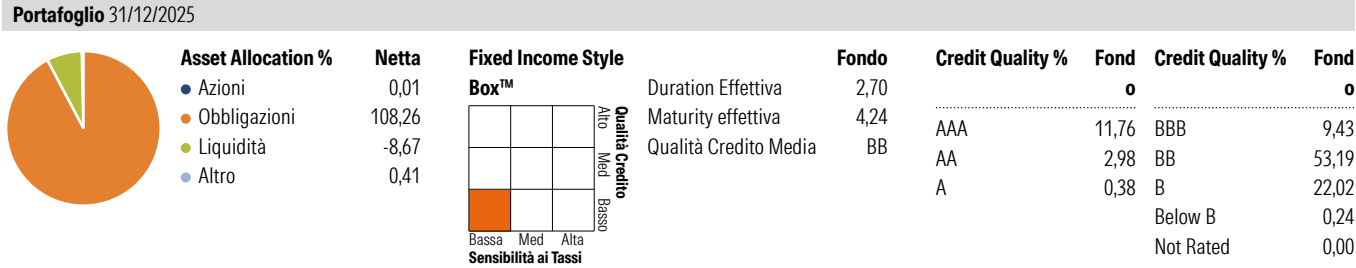 Portafoglio 31/12/2025
Asset Allocation % Netta
Azioni 0,01
Obbligazioni 108,26
Liquidità -8,67
Altro 0,41
Fixed Income Style
Box™
Alto Med Basso
Qualità Credito
Bassa Med Alta
Sensibilità ai Tassi
Fondo
Duration Effettiva 2,70
Maturity effettiva 4,24
Qualità Credito Media BB
Credit Quality % Fond
o
AAA 11,76
AA 2,98
A 0,38
Credit Quality % Fond
o
BBB 9,43
BB 53,19
B 22,02
Below B 0,24
Not Rated 0,00